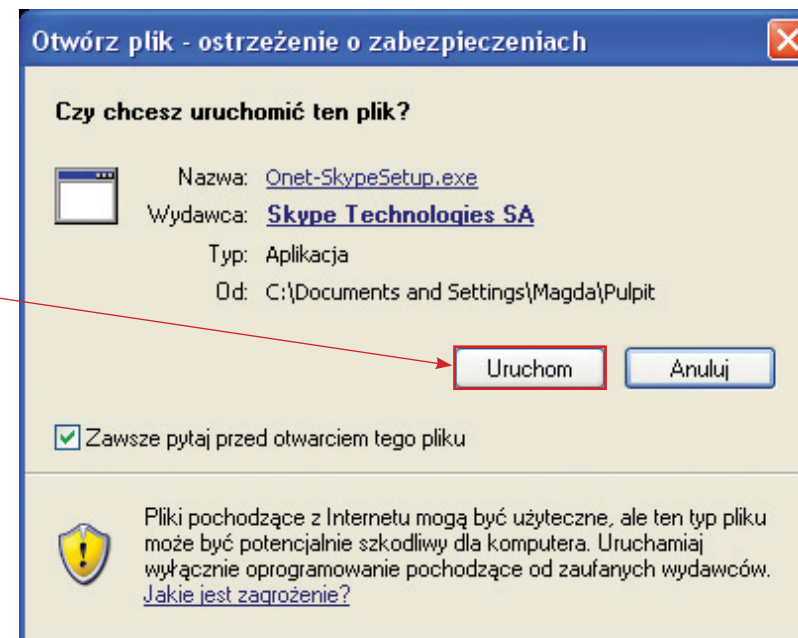 Otwórz plik - ostrzeżenie o zabezpieczeniach
Czy chcesz uruchomić ten plik?
Nazwa: Onet-SkypeSetup.exe
Wydawca: Skype Technologies SA
Typ: Aplikacja
Od: C:\Documents and Settings\Magda\Pulpit
Uruchom Anuluj
Zawsze pytaj przed otwarciem tego pliku
Pliki pochodzące z Internetu mogą być użyteczne, ale ten typ pliku
może być potencjalnie szkodliwy dla komputera. Uruchamiaj
wyłącznie oprogramowanie pochodzące od zaufanych wydawców.
Jakie jest zagrożenie?